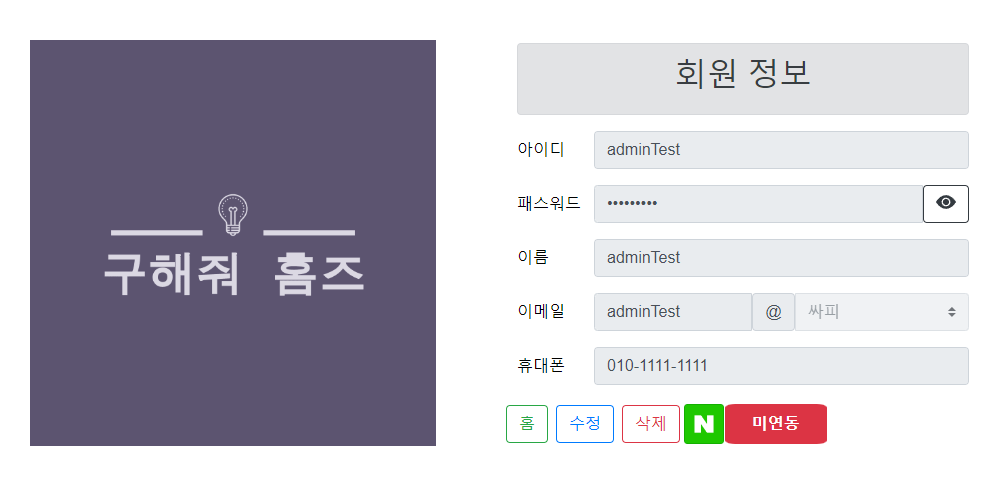 구해줘 홈즈
회원 정보
아이디 adminTest
패스워드 •••••••••
이름 adminTest
이메일 adminTest @ 싸피
휴대폰 010-1111-1111
홈 수정 삭제 N 미연동